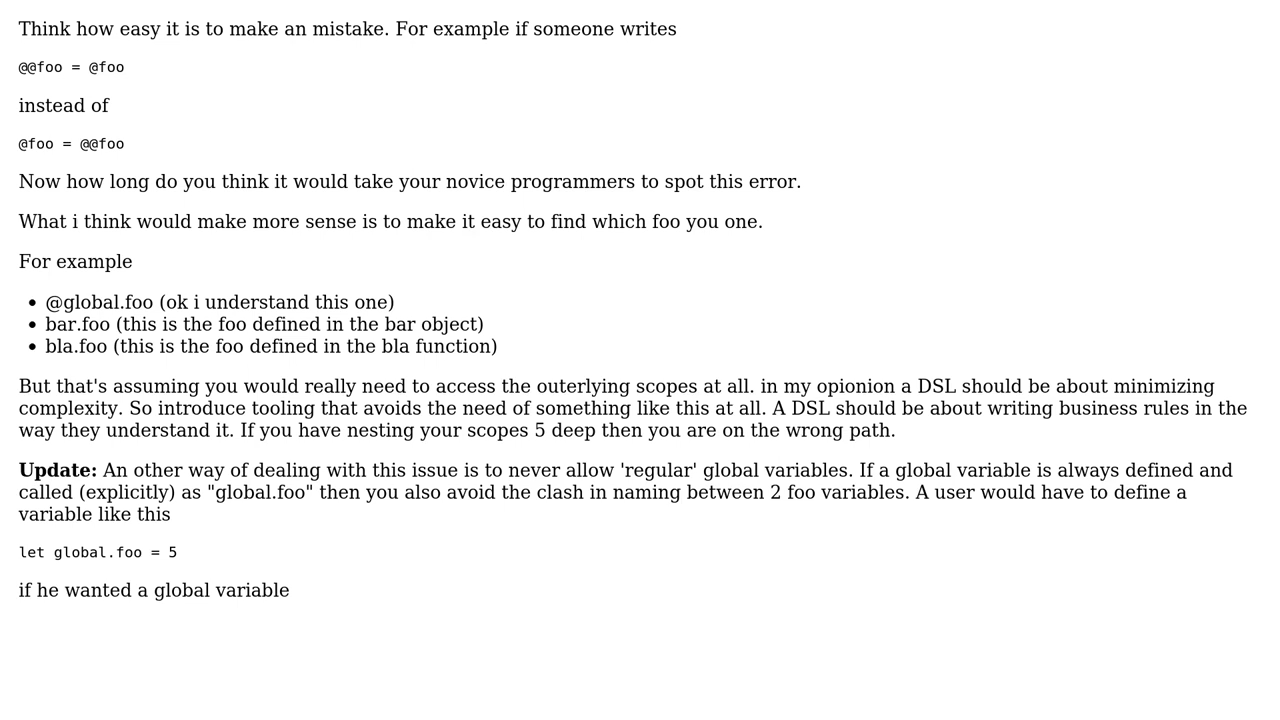 Think how easy it is to make an mistake. For example if someone writes
@@foo = @foo
instead of
@foo = @@foo
Now how long do you think it would take your novice programmers to spot this error.
What i think would make more sense is to make it easy to find which foo you one.
For example
• @global.foo (ok i understand this one)
• bar.foo (this is the foo defined in the bar object)
• bla.foo (this is the foo defined in the bla function)
But that's assuming you would really need to access the outerlying scopes at all. in my opionion a DSL should be about minimizing
complexity. So introduce tooling that avoids the need of something like this at all. A DSL should be about writing business rules in the
way they understand it. If you have nesting your scopes 5 deep then you are on the wrong path.
Update: An other way of dealing with this issue is to never allow 'regular' global variables. If a global variable is always defined and
called (explicitly) as "global.foo" then you also avoid the clash in naming between 2 foo variables. A user would have to define a
variable like this
let global.foo = 5
if he wanted a global variable